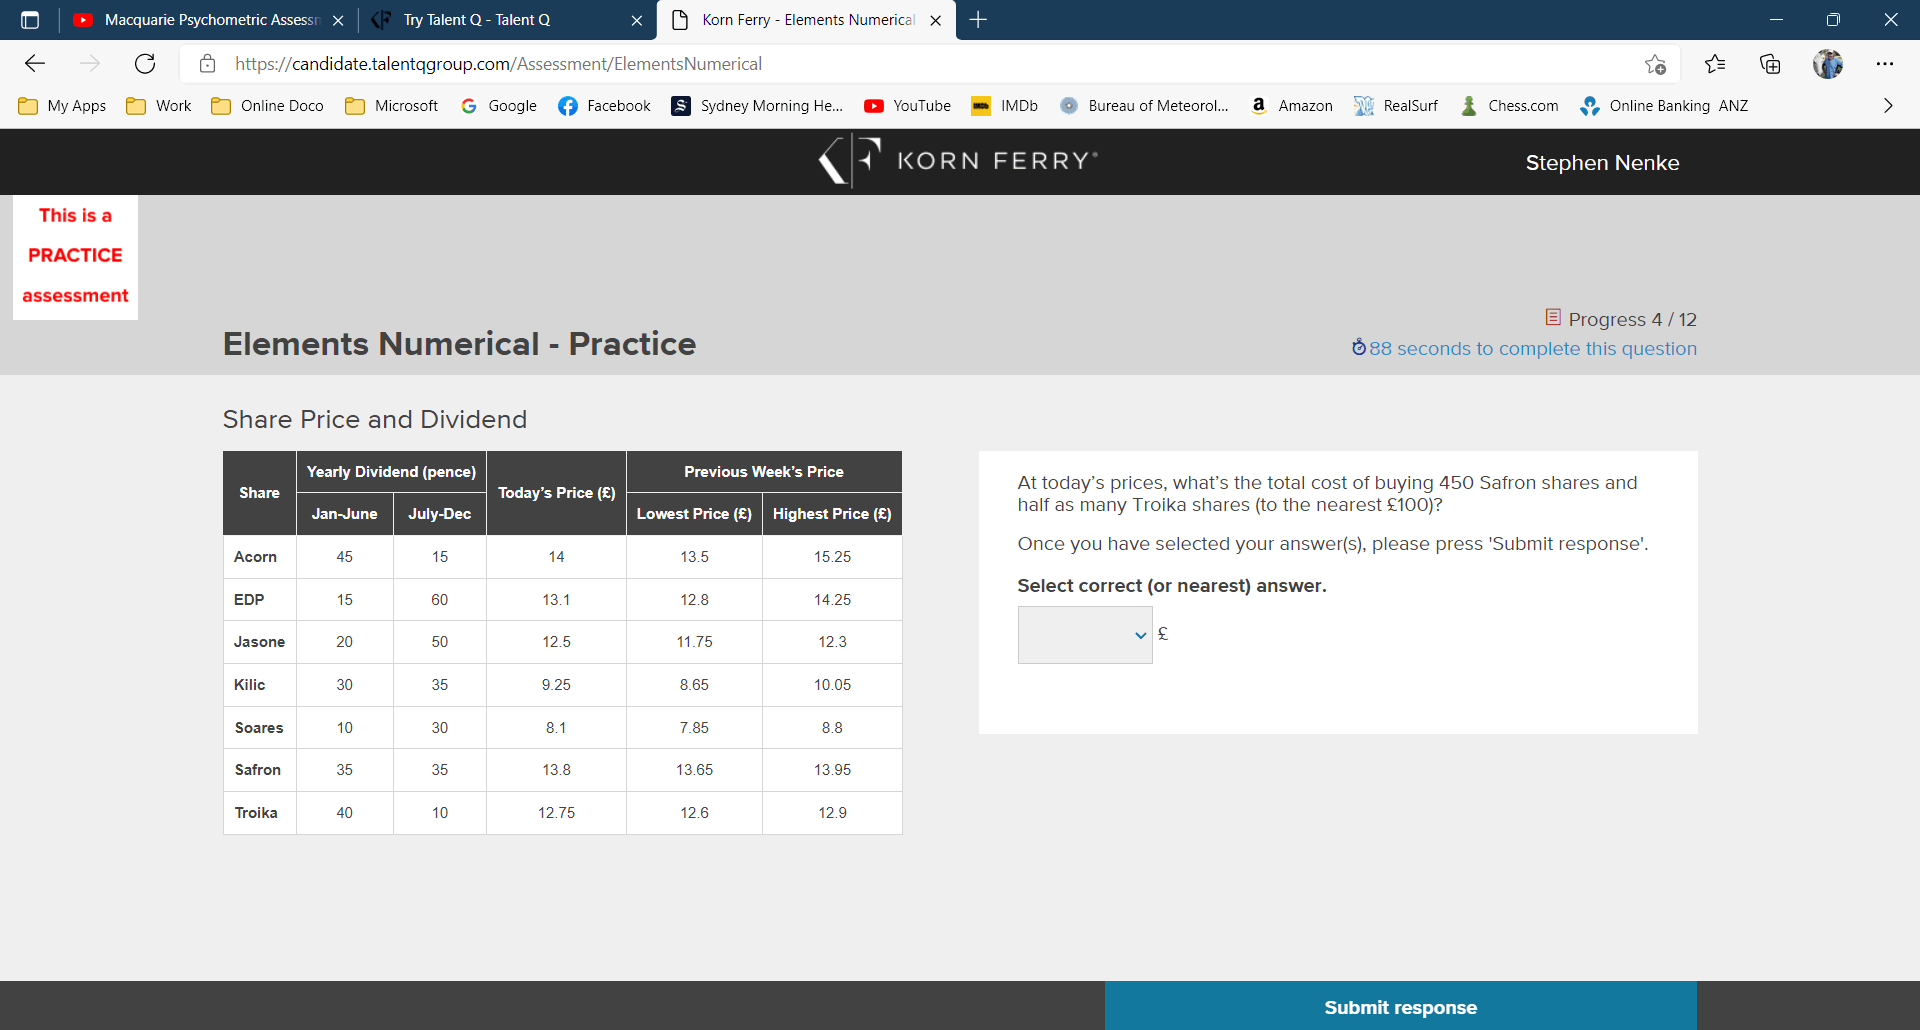 Macquarie Psychometric Assessn
Try Talent Q - Talent Q
Korn Ferry - Elements Numerical
https://candidate.talentqgroup.com/Assessment/ElementsNumerical
My Apps Work Online Doco Microsoft Google Facebook Sydney Morning He... YouTube IMDb Bureau of Meteorol... Amazon RealSurf Chess.com Online Banking ANZ
KORN FERRY
Stephen Nenke
This is a
PRACTICE
assessment
Elements Numerical - Practice
Progress 4 / 12
88 seconds to complete this question
Share Price and Dividend
Share Yearly Dividend (pence) Today's Price (£) Previous Week's Price
Jan-June July-Dec Lowest Price (£) Highest Price (£)
Acorn 45 15 14 13.5 15.25
EDP 15 60 13.1 12.8 14.25
Jasone 20 50 12.5 11.75 12.3
Kilic 30 35 9.25 8.65 10.05
Soares 10 30 8.1 7.85 8.8
Safron 35 35 13.8 13.65 13.95
Troika 40 10 12.75 12.6 12.9
At today's prices, what's the total cost of buying 450 Safron shares and
half as many Troika shares (to the nearest £100)?
Once you have selected your answer(s), please press 'Submit response'.
Select correct (or nearest) answer.
£
Submit response